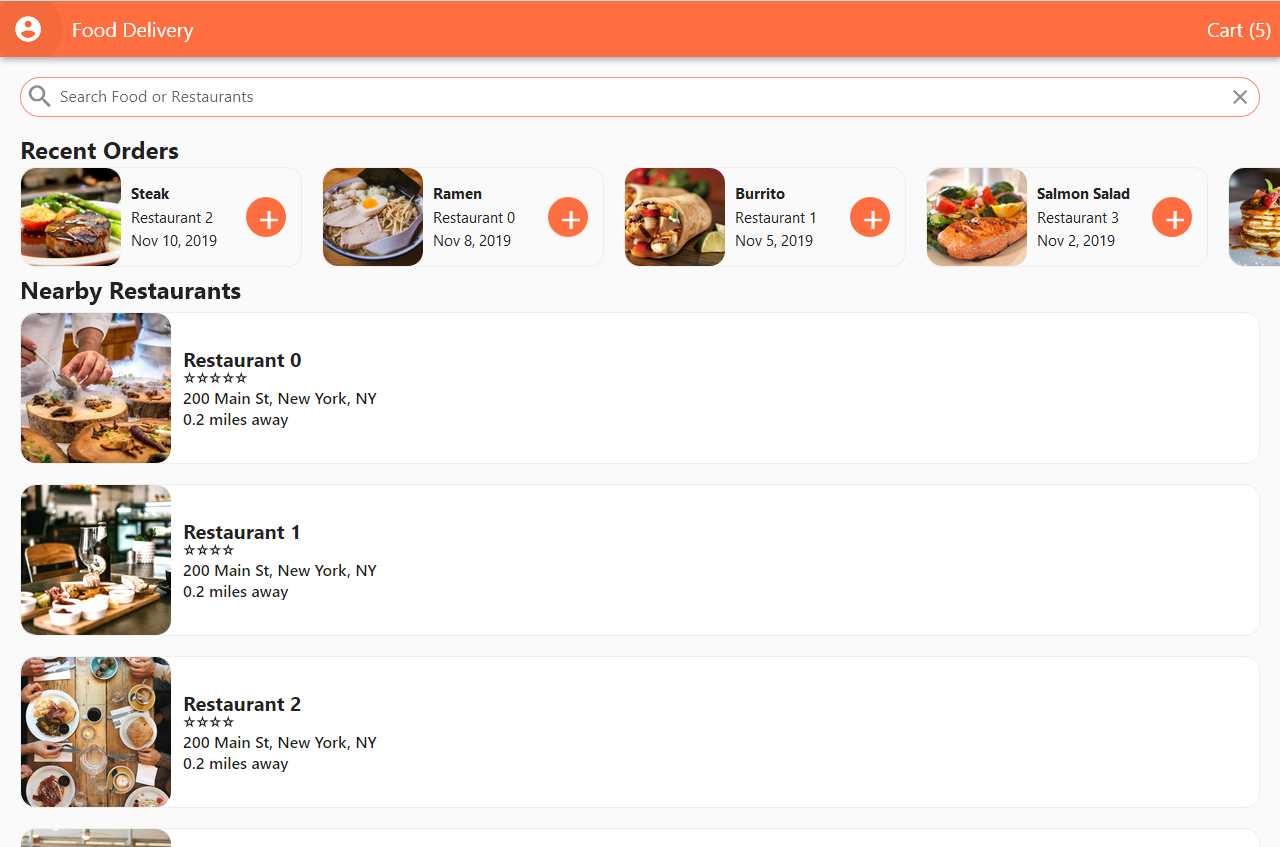 Food Delivery
Cart (5)
Search Food or Restaurants
Recent Orders
Steak
Restaurant 2
Nov 10, 2019
Ramen
Restaurant 0
Nov 8, 2019
Burrito
Restaurant 1
Nov 5, 2019
Salmon Salad
Restaurant 3
Nov 2, 2019
Nearby Restaurants
Restaurant 0
☆☆☆☆☆
200 Main St, New York, NY
0.2 miles away
Restaurant 1
☆☆☆☆
200 Main St, New York, NY
0.2 miles away
Restaurant 2
☆☆☆☆
200 Main St, New York, NY
0.2 miles away